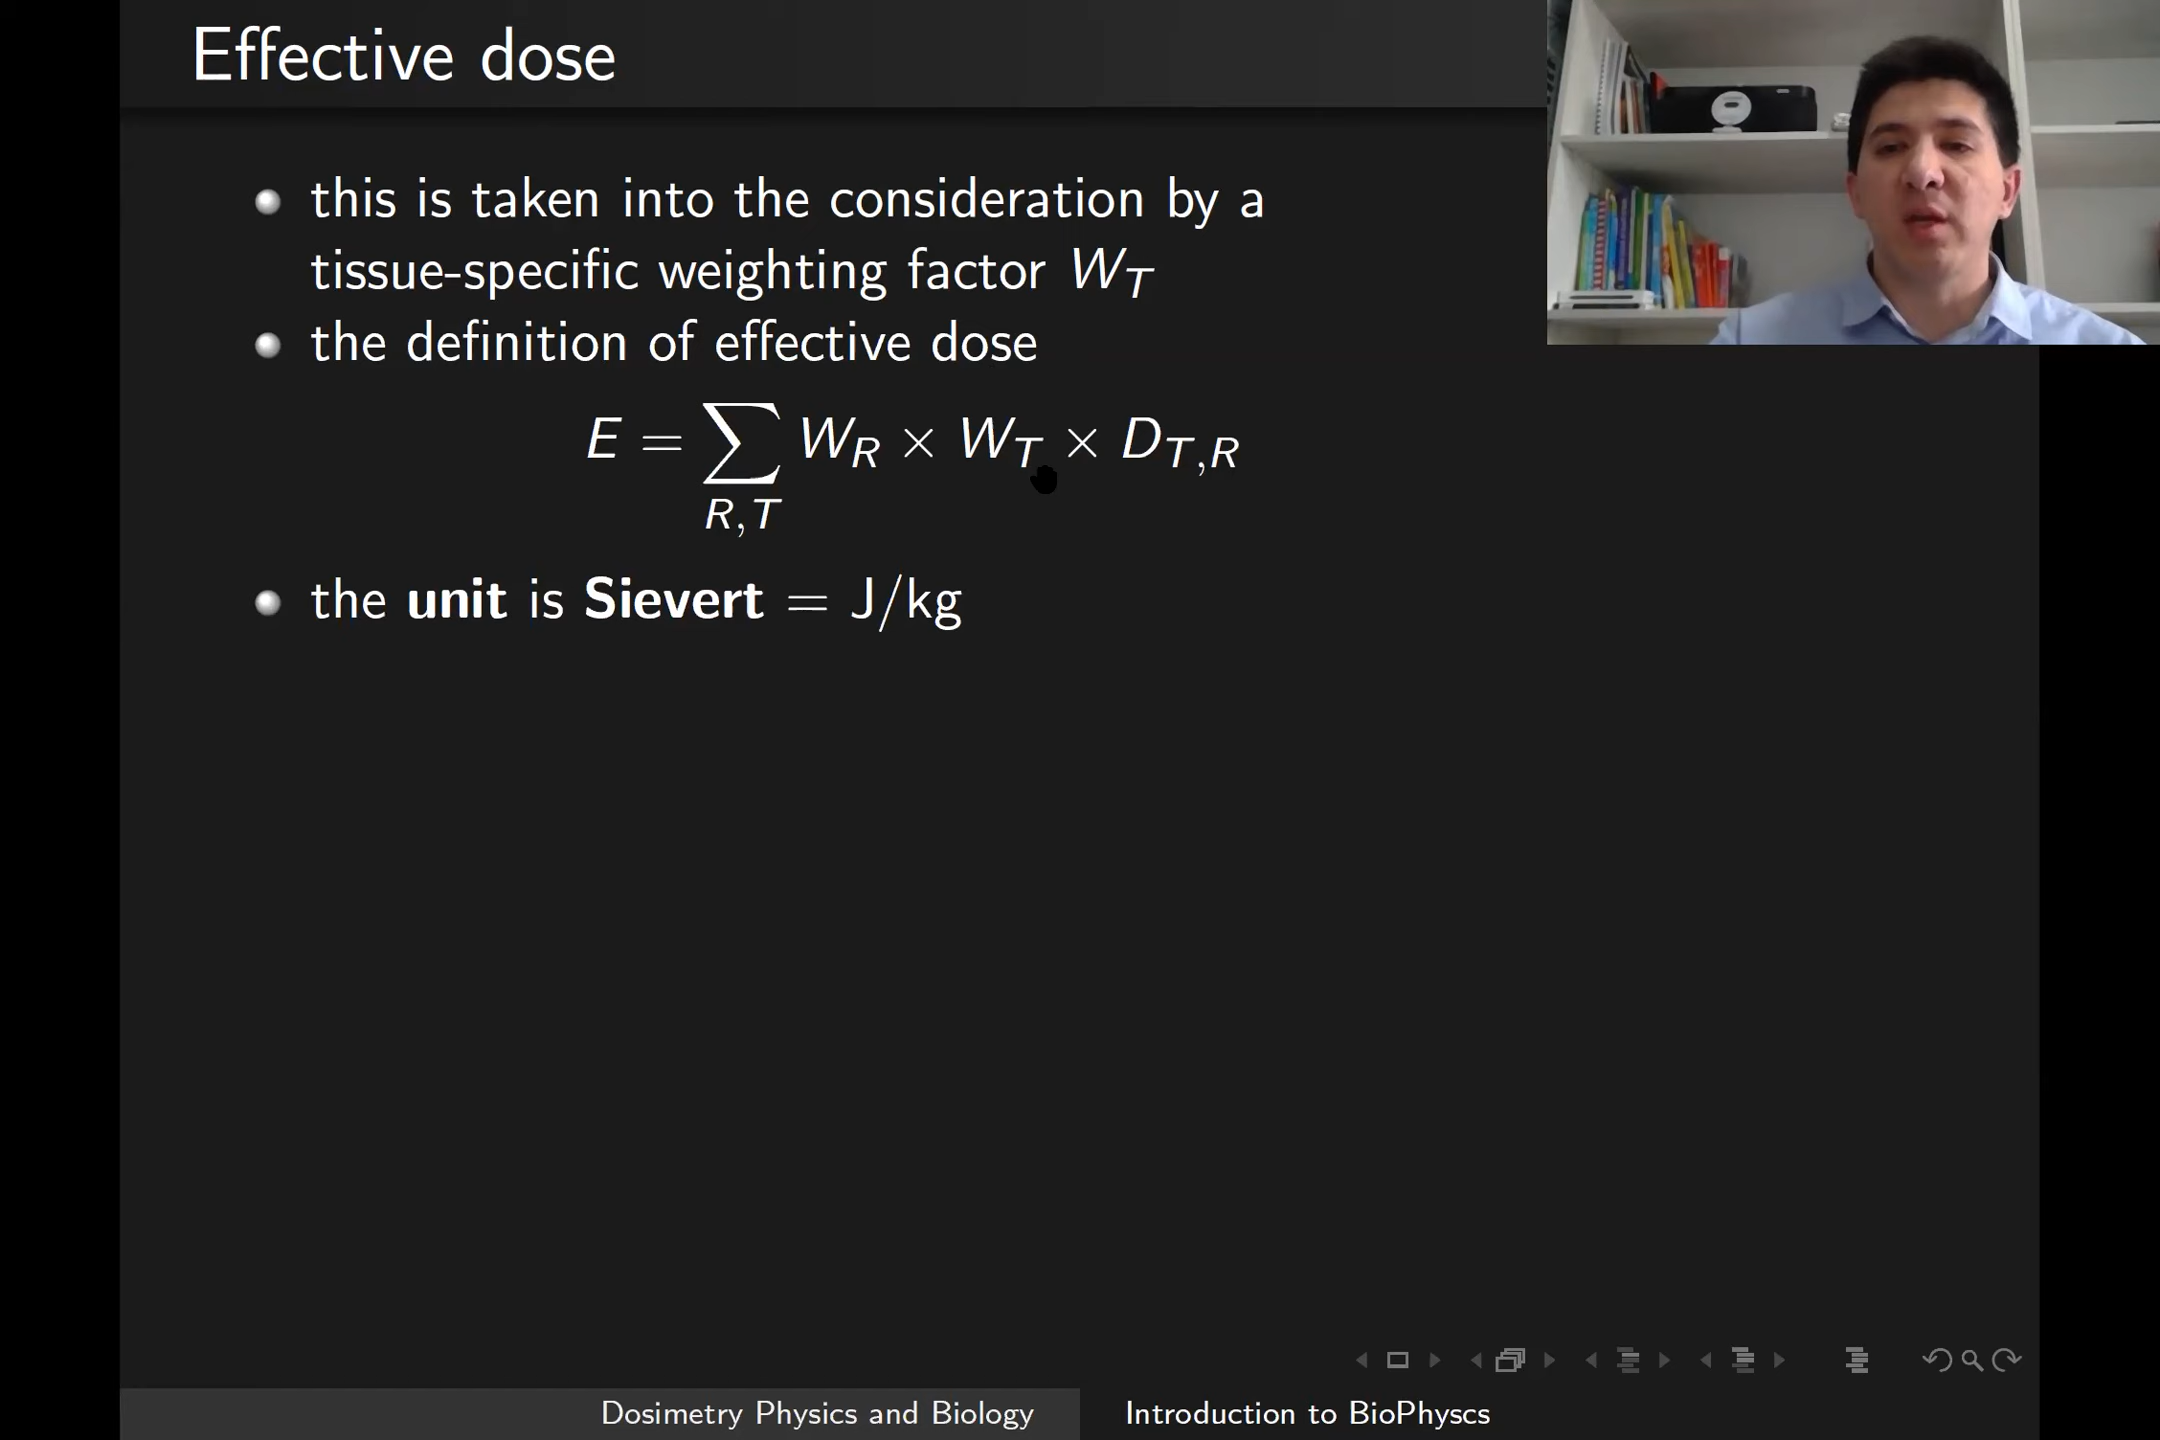 Effective dose
this is taken into the consideration by a
tissue-specific weighting factor W_T
the definition of effective dose
E = ∑_{R,T} W_R × W_T × D_{T,R}
the unit is Sievert = J/kg
Dosimetry Physics and Biology
Introduction to BioPhyscs